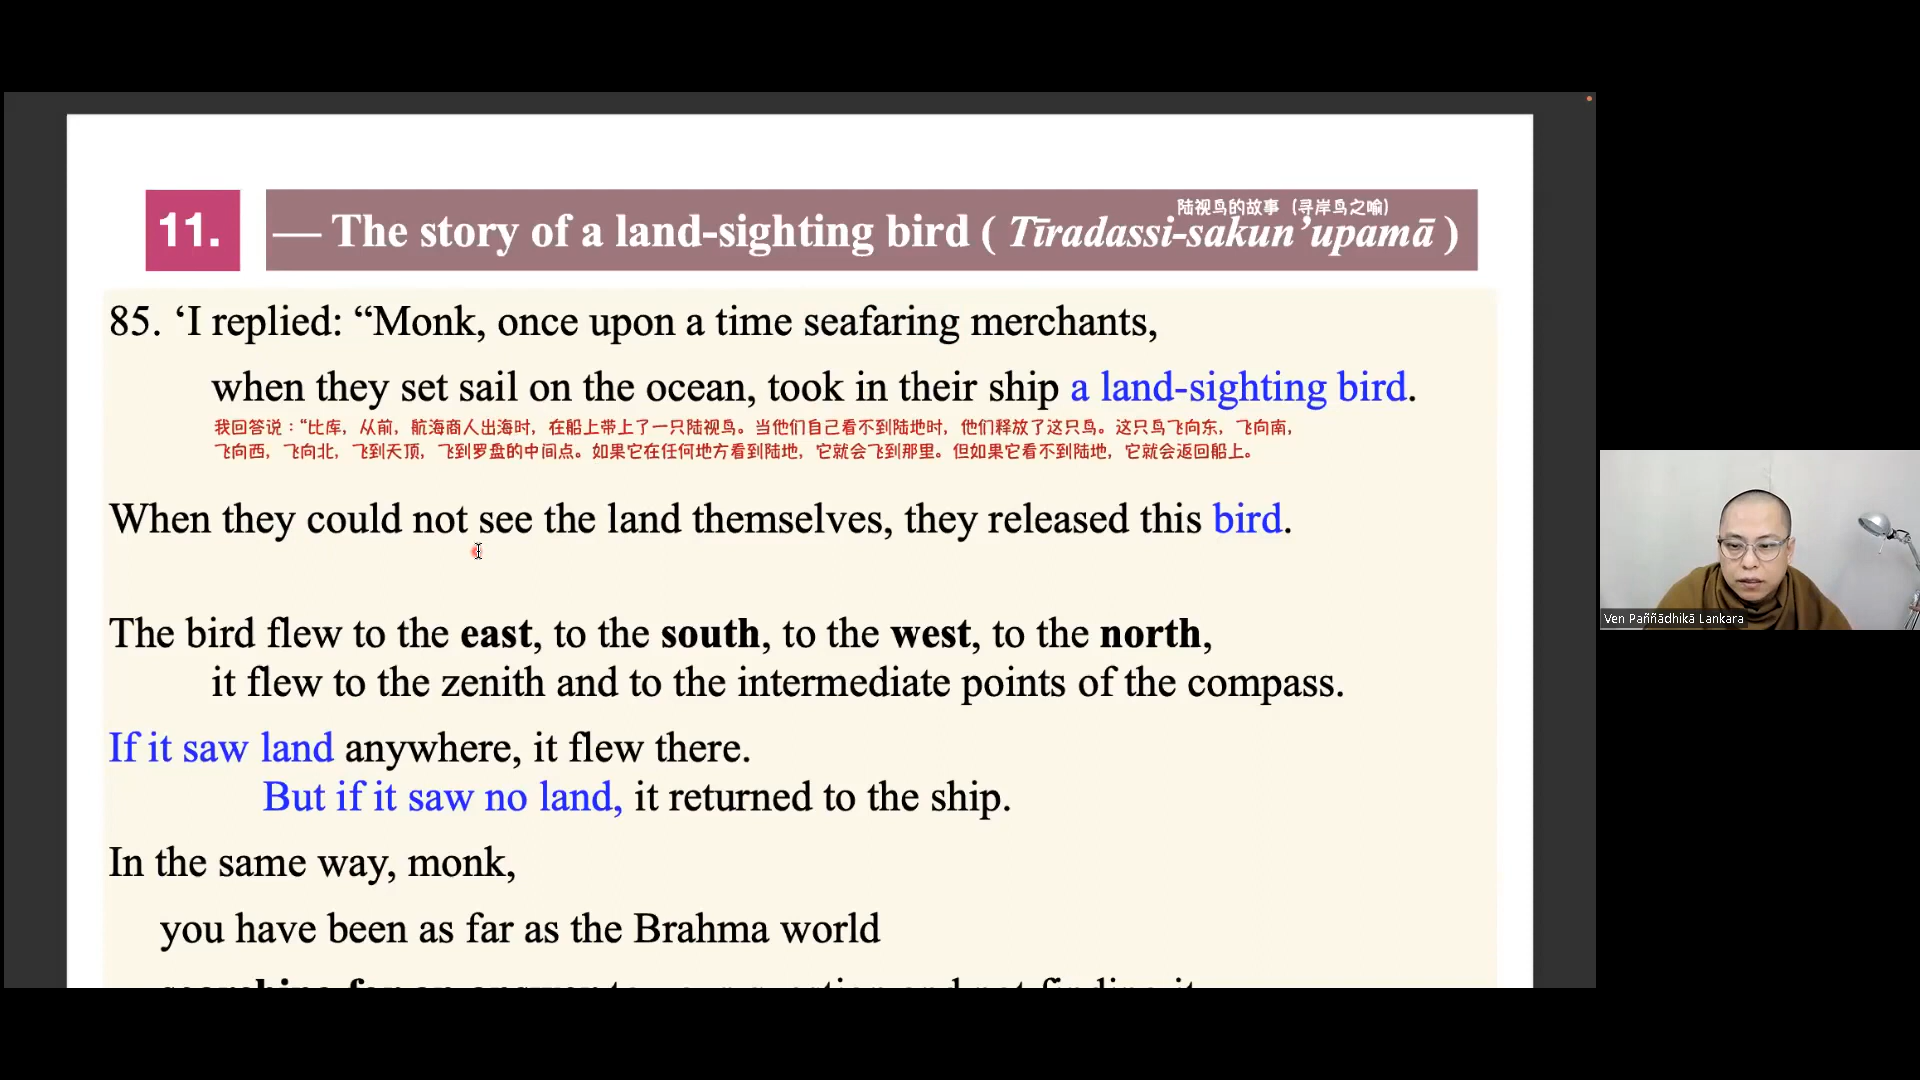 陆视鸟的故事（寻岸鸟之喻）
11. — The story of a land-sighting bird ( Tīradassi-sakun’upamā )
85. ‘I replied: “Monk, once upon a time seafaring merchants,
when they set sail on the ocean, took in their ship a land-sighting bird.
我回答说：“比库，从前，航海商人出海时，在船上带上了一只陆视鸟。当他们自己看不到陆地时，他们释放了这只鸟。这只鸟飞向东，飞向南，
飞向西，飞向北，飞到天顶，飞到罗盘的中间点。如果它在任何地方看到陆地，它就会飞到那里。但如果它看不到陆地，它就会返回船上。
When they could not see the land themselves, they released this bird.
The bird flew to the east, to the south, to the west, to the north,
it flew to the zenith and to the intermediate points of the compass.
If it saw land anywhere, it flew there.
But if it saw no land, it returned to the ship.
In the same way, monk,
you have been as far as the Brahma world
searching for an answer to your question and not finding it
Ven Paññādhikā Lankara